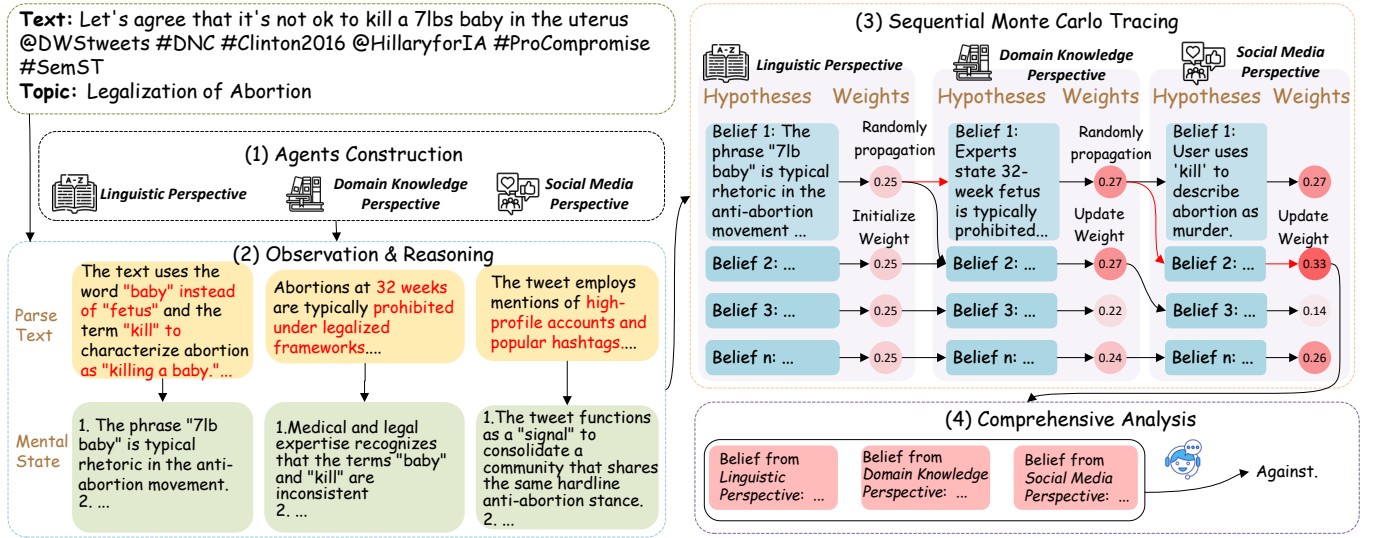 Text: Let's agree that it's not ok to kill a 7lbs baby in the uterus
@DWStweets #DNC #Clinton2016 @HillaryforIA #ProCompromise
#SemST
Topic: Legalization of Abortion
(1) Agents Construction
A-Z
Linguistic Perspective
Domain Knowledge
Perspective
Social Media
Perspective
(2) Observation & Reasoning
Parse
Text
The text uses the
word "baby" instead
of "fetus" and the
term "kill" to
characterize abortion
as "killing a baby."...
Abortions at 32 weeks
are typically prohibited
under legalized
frameworks....
The tweet employs
mentions of high-
profile accounts and
popular hashtags....
Mental
State
1. The phrase "7lb
baby" is typical
rhetoric in the anti-
abortion movement.
2. ...
1.Medical and legal
expertise recognizes
that the terms "baby"
and "kill" are
inconsistent
2. ...
1.The tweet functions
as a "signal" to
consolidate a
community that shares
the same hardline
anti-abortion stance.
2. ...
(3) Sequential Monte Carlo Tracing
A-Z
Linguistic Perspective
Hypotheses
Weights
Belief 1: The
phrase "7lb
baby" is typical
rhetoric in the
anti-abortion
movement ...
Randomly
propagation
0.25
Initialize
Weight
Belief 2: ...
0.25
Belief 3: ...
0.25
Belief n: ...
0.25
Domain Knowledge
Perspective
Hypotheses
Weights
Belief 1:
Experts
state 32-
week fetus
is typically
prohibited...
Randomly
propagation
0.27
Update
Weight
Belief 2: ...
0.27
Belief 3: ...
0.22
Belief n: ...
0.24
Social Media
Perspective
Hypotheses
Weights
Belief 1:
User uses
'kill' to
describe
abortion as
murder.
0.27
Update
Weight
Belief 2: ...
0.33
Belief 3: ...
0.14
Belief n: ...
0.26
(4) Comprehensive Analysis
Belief from
Linguistic
Perspective: ...
Belief from
Domain Knowledge
Perspective: ...
Belief from
Social Media
Perspective: ...
Against.